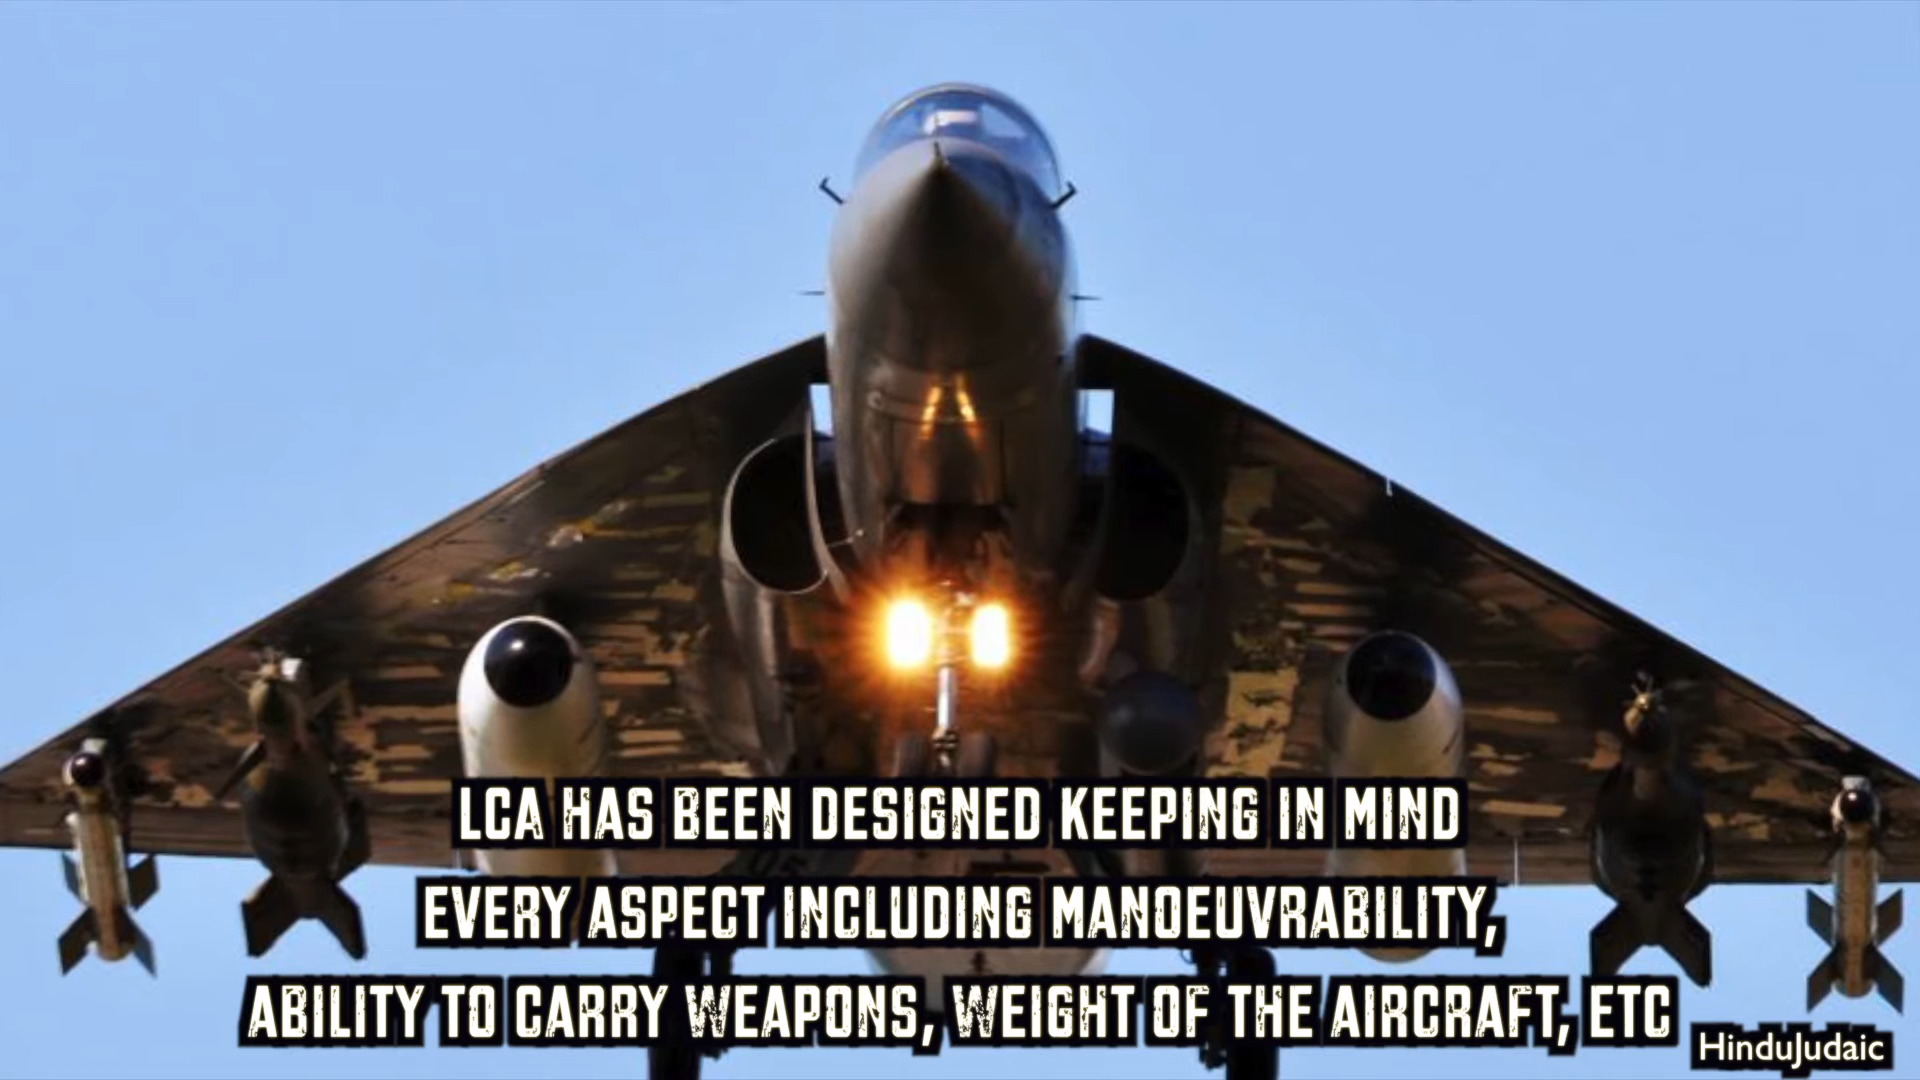 LCA HAS BEEN DESIGNED KEEPING IN MIND
EVERY ASPECT INCLUDING MANOEUVRABILITY,
ABILITY TO CARRY WEAPONS, WEIGHT OF THE AIRCRAFT, ETC
HinduJudaic